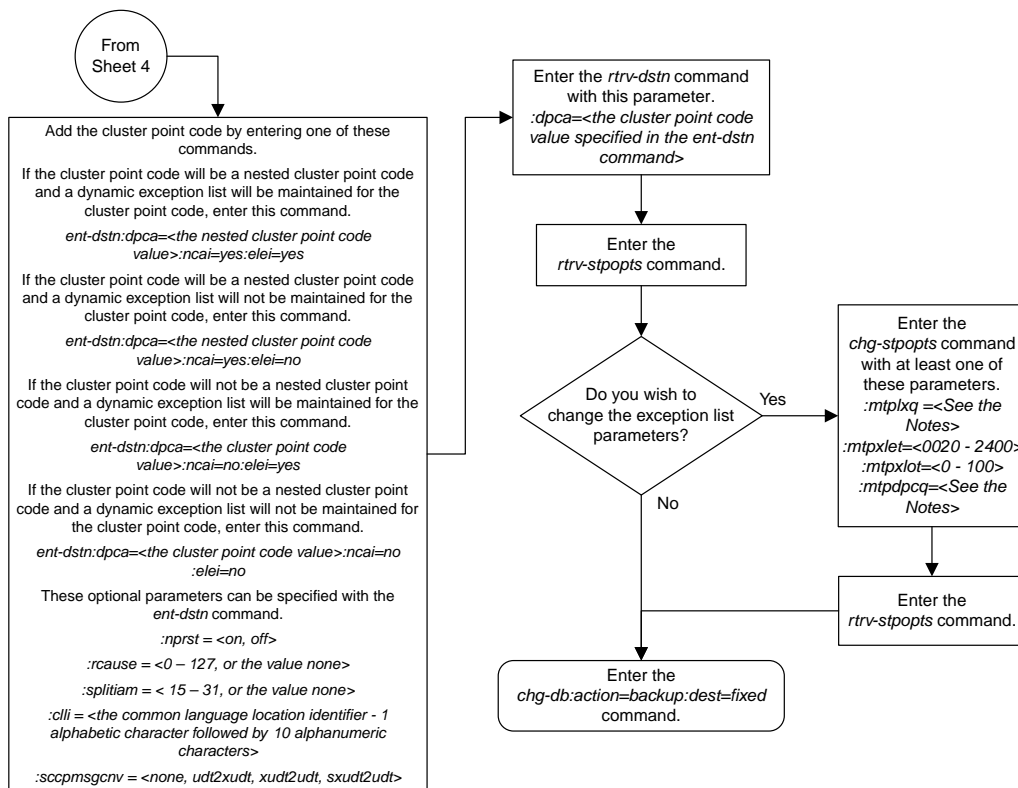 From
Sheet 4
Add the cluster point code by entering one of these
commands.
If the cluster point code will be a nested cluster point code
and a dynamic exception list will be maintained for the
cluster point code, enter this command.
ent-dstn:dpca=<the nested cluster point code
value>:ncai=yes:elei=yes
If the cluster point code will be a nested cluster point code
and a dynamic exception list will not be maintained for the
cluster point code, enter this command.
ent-dstn:dpca=<the nested cluster point code
value>:ncai=yes:elei=no
If the cluster point code will not be a nested cluster point
code and a dynamic exception list will be maintained for the
cluster point code, enter this command.
ent-dstn:dpca=<the cluster point code
value>:ncai=no:elei=yes
If the cluster point code will not be a nested cluster point
code and a dynamic exception list will not be maintained for
the cluster point code, enter this command.
ent-dstn:dpca=<the cluster point code value>:ncai=no
:elei=no
These optional parameters can be specified with the
ent-dstn command.
:nprst = <on, off>
:rcause = <0 – 127, or the value none>
:splitiam = < 15 – 31, or the value none>
:clli = <the common language location identifier - 1
alphabetic character followed by 10 alphanumeric
characters>
:sccpmsgcnv = <none, udt2xudt, xudt2udt, sxudt2udt>
Enter the rtrv-dstn command
with this parameter.
:dpca=<the cluster point code
value specified in the ent-dstn
command>
Enter the
rtrv-stpopts command.
Do you wish to
change the exception list
parameters?
Yes
No
Enter the
chg-stpopts command
with at least one of
these parameters.
:mtplxq =<See the
Notes>
:mtpxlet=<0020 - 2400>
:mtpxlot=<0 - 100>
:mtpdpcq=<See the
Notes>
Enter the
rtrv-stpopts command.
Enter the
chg-db:action=backup:dest=fixed
command.